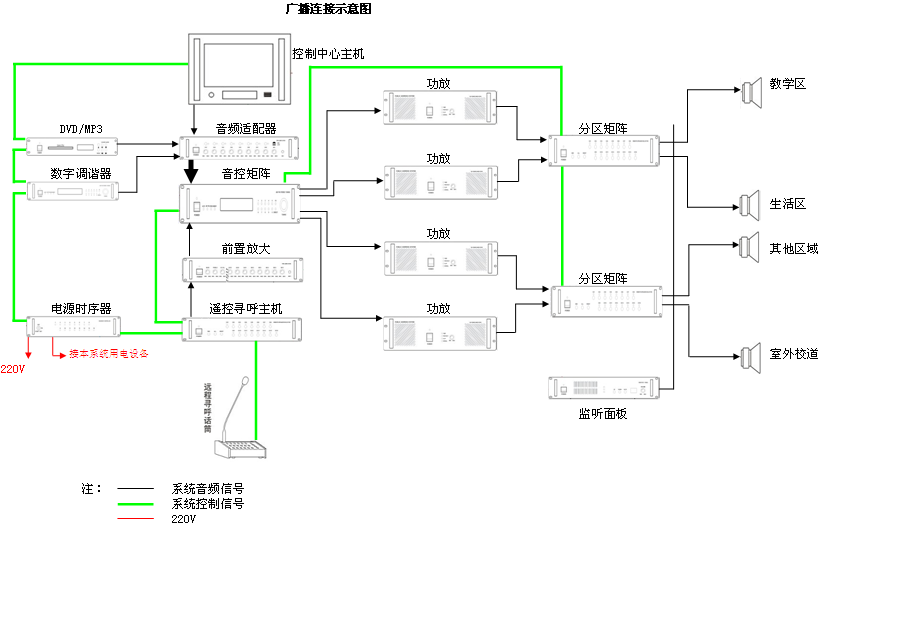 广播连接示意图
控制中心主机
功放
教学区
DVD/MP3
音频适配器
分区矩阵
数字调谐器
音控矩阵
功放
生活区
前置放大
功放
其他区域
分区矩阵
电源时序器
遥控寻呼主机
功放
接本系统用电设备
220V
室外校道
远程寻呼话筒
监听面板
注：
系统音频信号
系统控制信号
220V